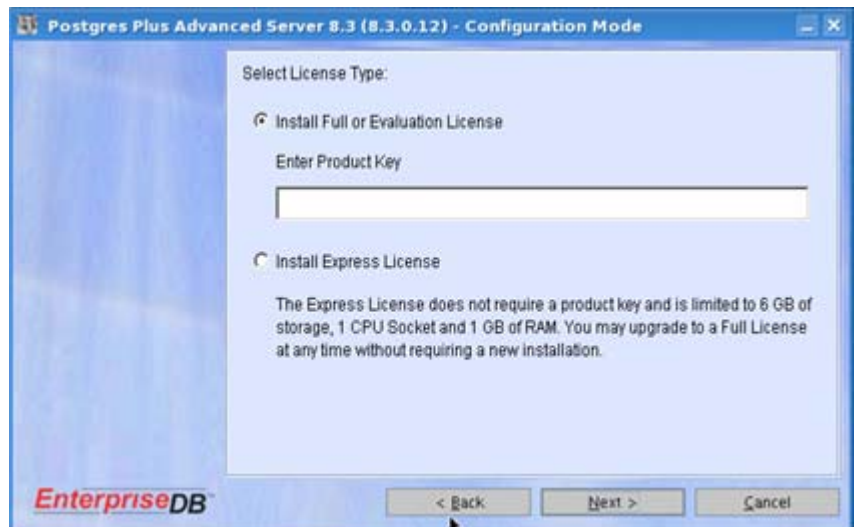 Postgres Plus Advanced Server 8.3 (8.3.0.12) - Configuration Mode
Select License Type:
Install Full or Evaluation License
Enter Product Key
Install Express License
The Express License does not require a product key and is limited to 6 GB of
storage, 1 CPU Socket and 1 GB of RAM. You may upgrade to a Full License
at any time without requiring a new installation.
EnterpriseDB
< Back
Next >
Cancel